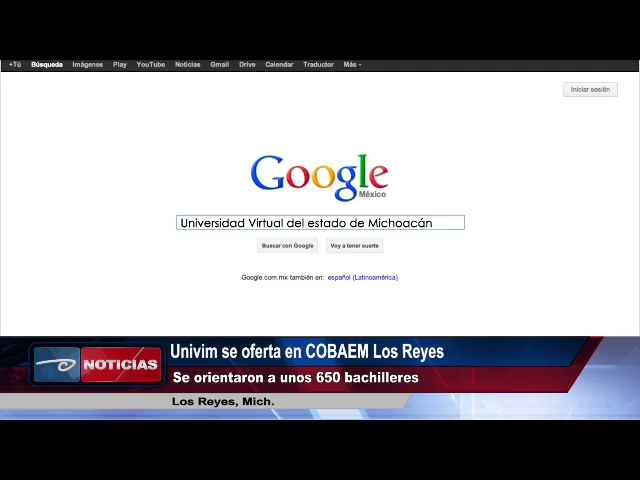 +Tú Búsqueda Imágenes Play YouTube Noticias Gmail Drive Calendar Traductor Más
Iniciar sesión
Google
México
Universidad Virtual del estado de Michoacán
Buscar con Google Voy a tener suerte
Google.com.mx también en: español (Latinoamérica)
Univim se oferta en COBAEM Los Reyes
NOTICIAS
Se orientaron a unos 650 bachilleres
Los Reyes, Mich.